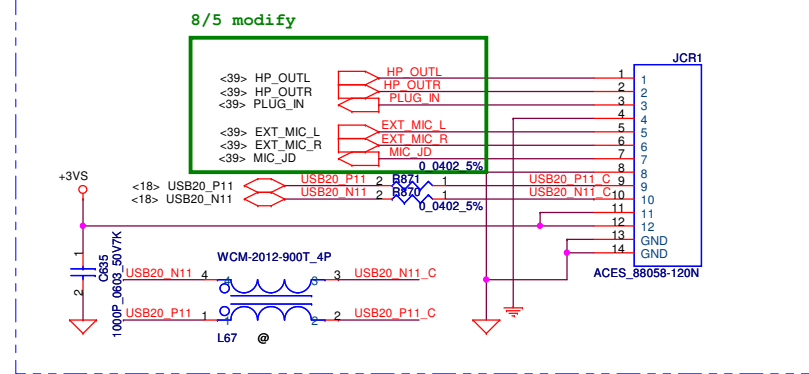 8/5 modify
JCR1
<39> HP_OUTL HP_OUTL 1 1
<39> HP_OUTR HP_OUTR 2 2
<39> PLUG_IN PLUG_IN 3 3
4 4
<39> EXT_MIC_L EXT_MIC_L 5 5
<39> EXT_MIC_R EXT_MIC_R 6 6
<39> MIC_JD MIC_JD 7 7
0_0402_5% 8 8
+3VS
<18> USB20_P11 USB20_P11 2 R871 1 USB20_P11_C 9 9
<18> USB20_N11 USB20_N11 2 R870 1 USB20_N11_C 10 10
0_0402_5% 11 11
12 12
13 GND
14 GND
ACES_88058-120N
1 2 C635
1000P_0603_50V7K
WCM-2012-900T_4P
USB20_N11 4 4 3 3 USB20_N11_C
USB20_P11 1 1 2 2 USB20_P11_C
L67 @